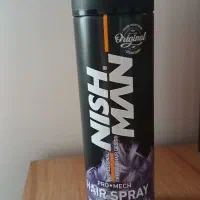 Original
NISH
MAN
PRO+MECH
HAIR SPRAY